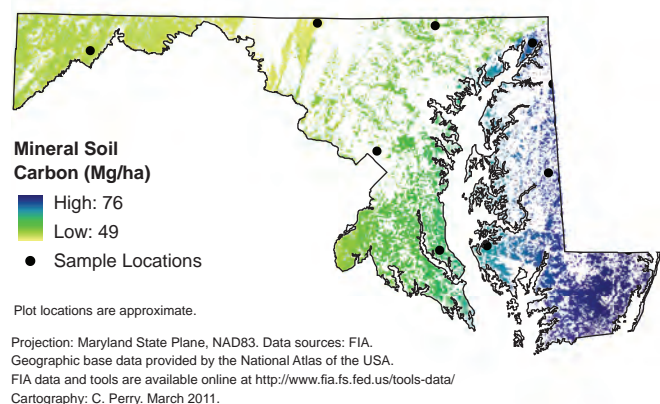 Mineral Soil
Carbon (Mg/ha)
High: 76
Low: 49
Sample Locations
Plot locations are approximate.
Projection: Maryland State Plane, NAD83. Data sources: FIA.
Geographic base data provided by the National Atlas of the USA.
FIA data and tools are available online at http://www.fia.fs.fed.us/tools-data/
Cartography: C. Perry. March 2011.